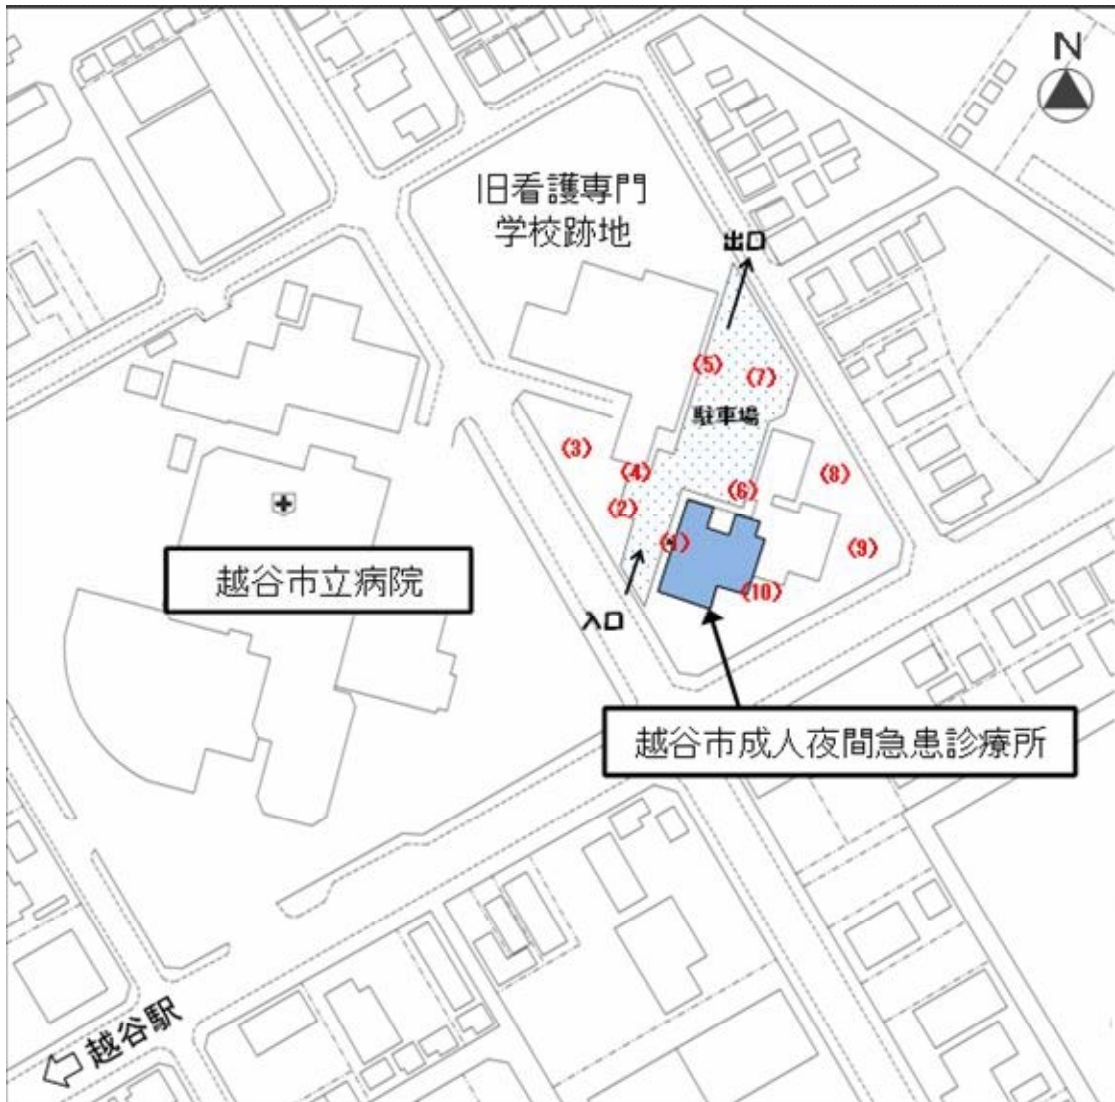 N
旧看護専門
学校跡地
出口
(5)
(7)
駐車場
(3)
(4)
(8)
(6)
(2)
(1)
(9)
(10)
入口
越谷市立病院
越谷市成人夜間急患診療所
越谷駅